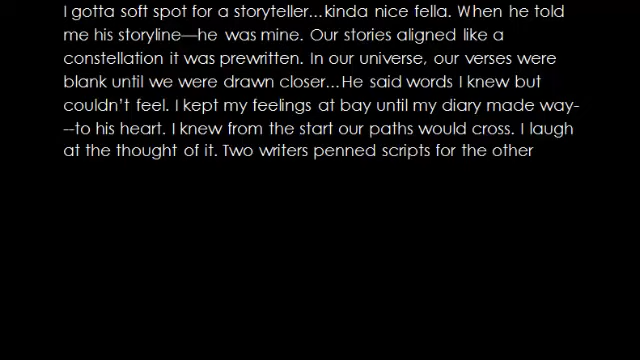 I gotta soft spot for a storyteller...kinda nice fella. When he told
me his storyline—he was mine. Our stories aligned like a
constellation it was prewritten. In our universe, our verses were
blank until we were drawn closer...He said words I knew but
couldn't feel. I kept my feelings at bay until my diary made way-
--to his heart. I knew from the start our paths would cross. I laugh
at the thought of it. Two writers penned scripts for the other